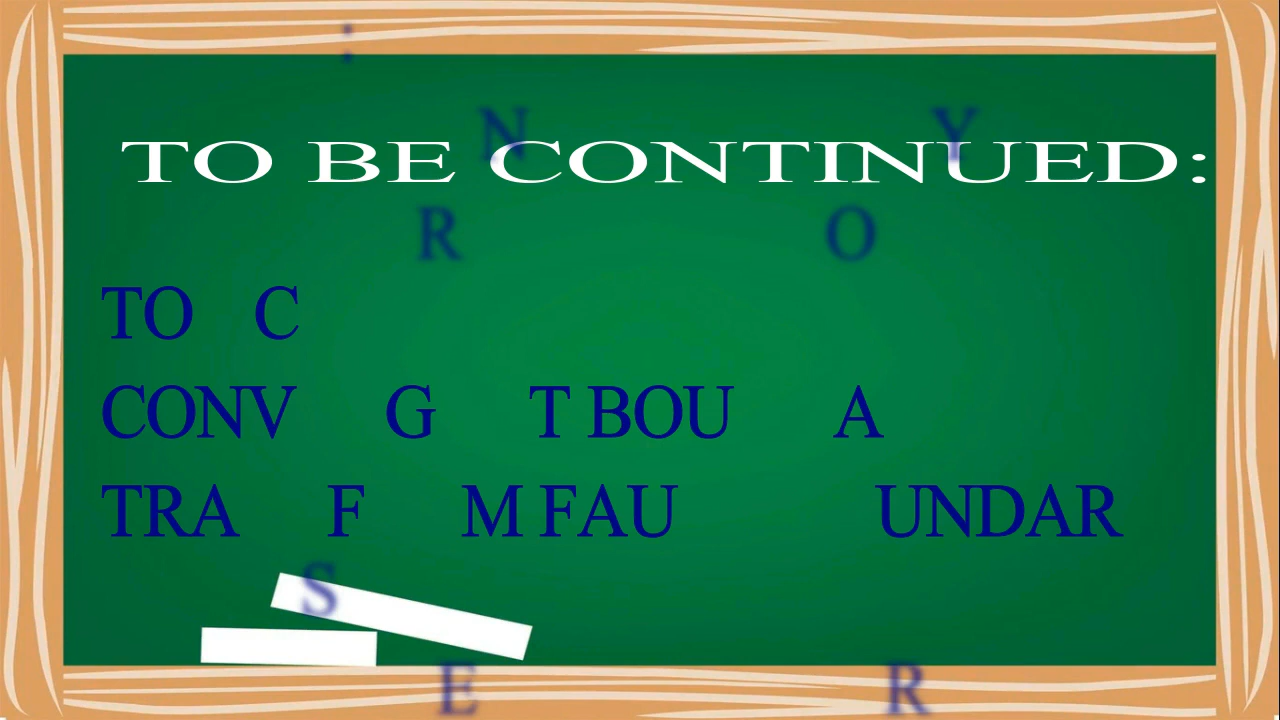 TO BE CONTINUED:
TO C
CONV G T BOU A
TRA F M FAU UNDAR